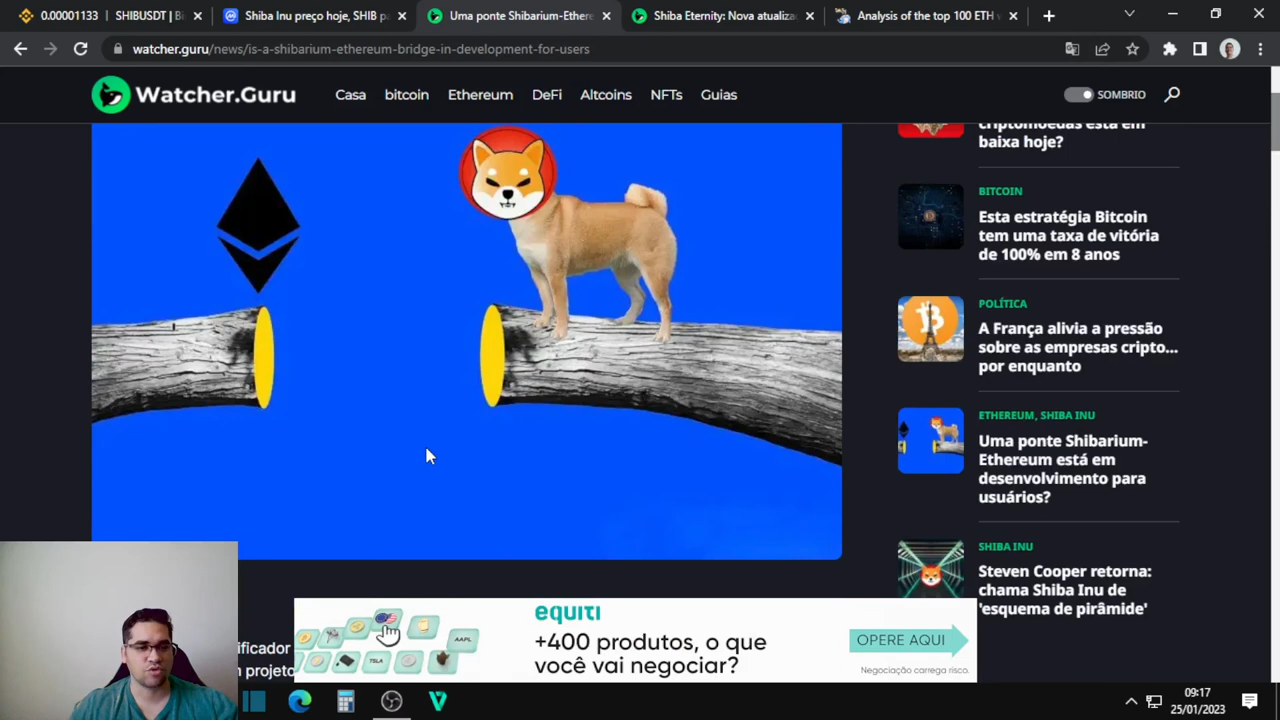 0.00001133 | SHIBUSDT | Bi
Shiba Inu preço hoje, SHIB pa
Uma ponte Shibarium-Ethere
Shiba Eternity: Nova atualiza
Analysis of the top 100 ETH w
watcher.guru/news/is-a-shibarium-ethereum-bridge-in-development-for-users
Watcher.Guru
Casa
bitcoin
Ethereum
DeFi
Altcoins
NFTs
Guias
SOMBRIO
criptomoedas está em
baixa hoje?
BITCOIN
Esta estratégia Bitcoin
tem uma taxa de vitória
de 100% em 8 anos
POLÍTICA
A França alivia a pressão
sobre as empresas cripto...
por enquanto
ETHEREUM, SHIBA INU
Uma ponte Shibarium-
Ethereum está em
desenvolvimento para
usuários?
SHIBA INU
Steven Cooper retorna:
chama Shiba Inu de
'esquema de pirâmide'
ificador
n projeto
AAPL
TSLA
equiti
+400 produtos, o que
você vai negociar?
OPERE AQUI
Negociação carrega risco.
09:17
25/01/2023